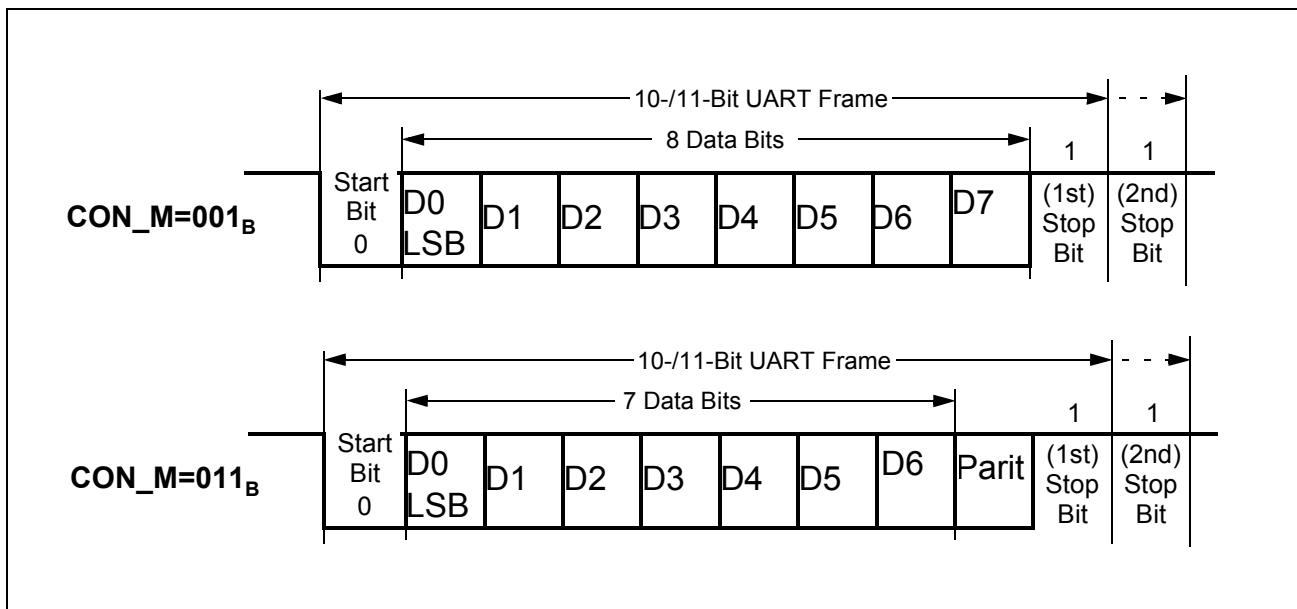 10-/11-Bit UART Frame
8 Data Bits
1
1
CON_M=001B
Start
Bit
0
D0
LSB
D1
D2
D3
D4
D5
D6
D7
(1st)
Stop
Bit
(2nd)
Stop
Bit
10-/11-Bit UART Frame
7 Data Bits
1
1
CON_M=011B
Start
Bit
0
D0
LSB
D1
D2
D3
D4
D5
D6
Parit
(1st)
Stop
Bit
(2nd)
Stop
Bit